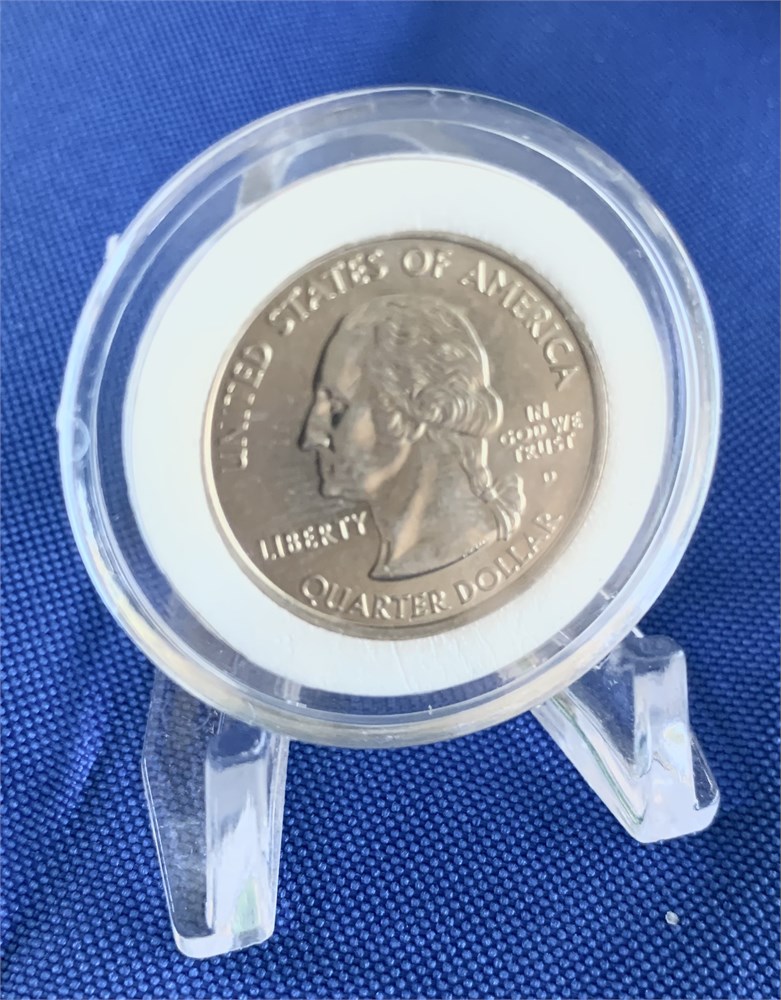 UNITED STATES OF AMERICA
LIBERTY
IN
GOD WE
TRUST
D
QUARTER DOLLAR